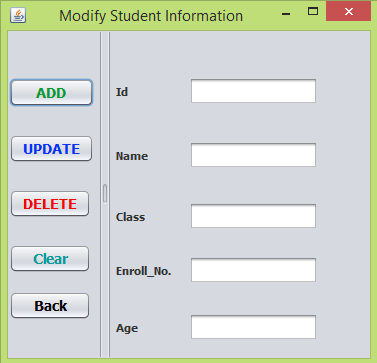 Modify Student Information
ADD
UPDATE
DELETE
Clear
Back
Id
Name
Class
Enroll_No.
Age